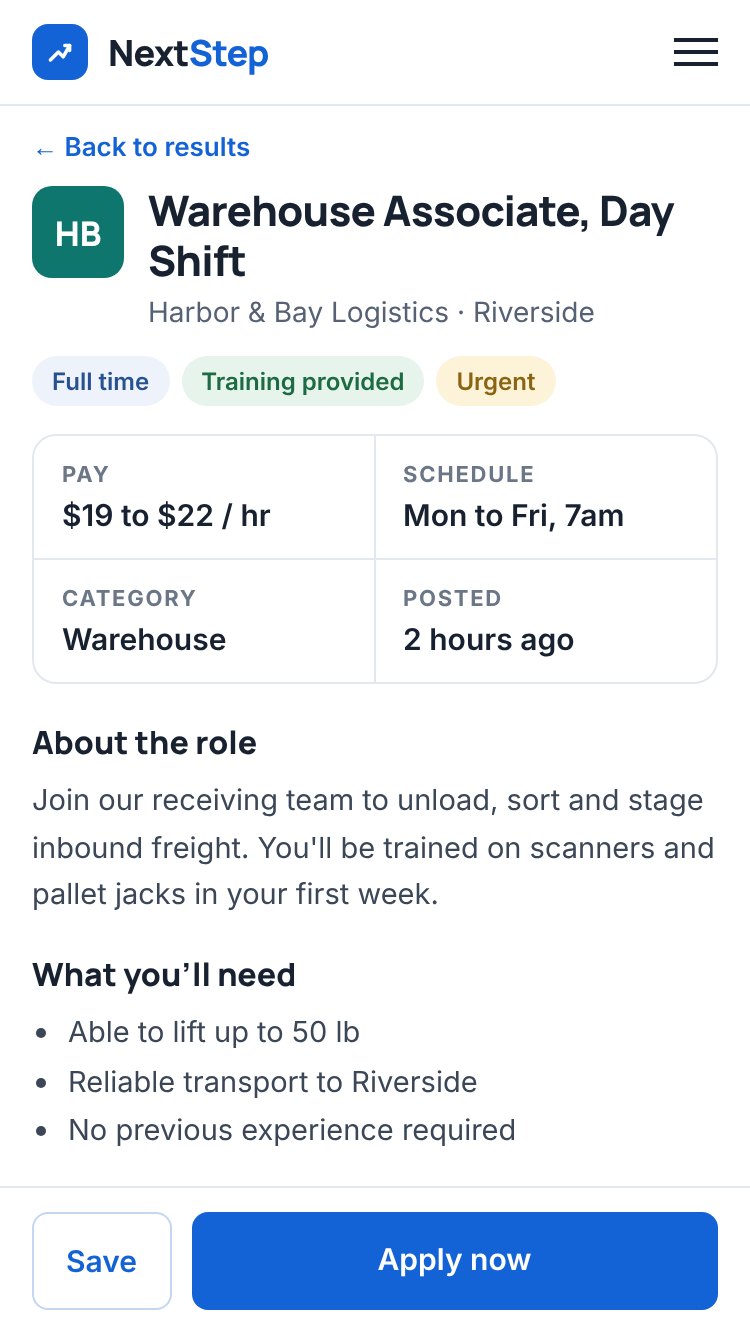 NextStep
← Back to results
HB
Warehouse Associate, Day
Shift
Harbor & Bay Logistics · Riverside
Full time
Training provided
Urgent
PAY
$19 to $22 / hr
SCHEDULE
Mon to Fri, 7am
CATEGORY
Warehouse
POSTED
2 hours ago
About the role
Join our receiving team to unload, sort and stage
inbound freight. You'll be trained on scanners and
pallet jacks in your first week.
What you’ll need
• Able to lift up to 50 lb
• Reliable transport to Riverside
• No previous experience required
Save
Apply now